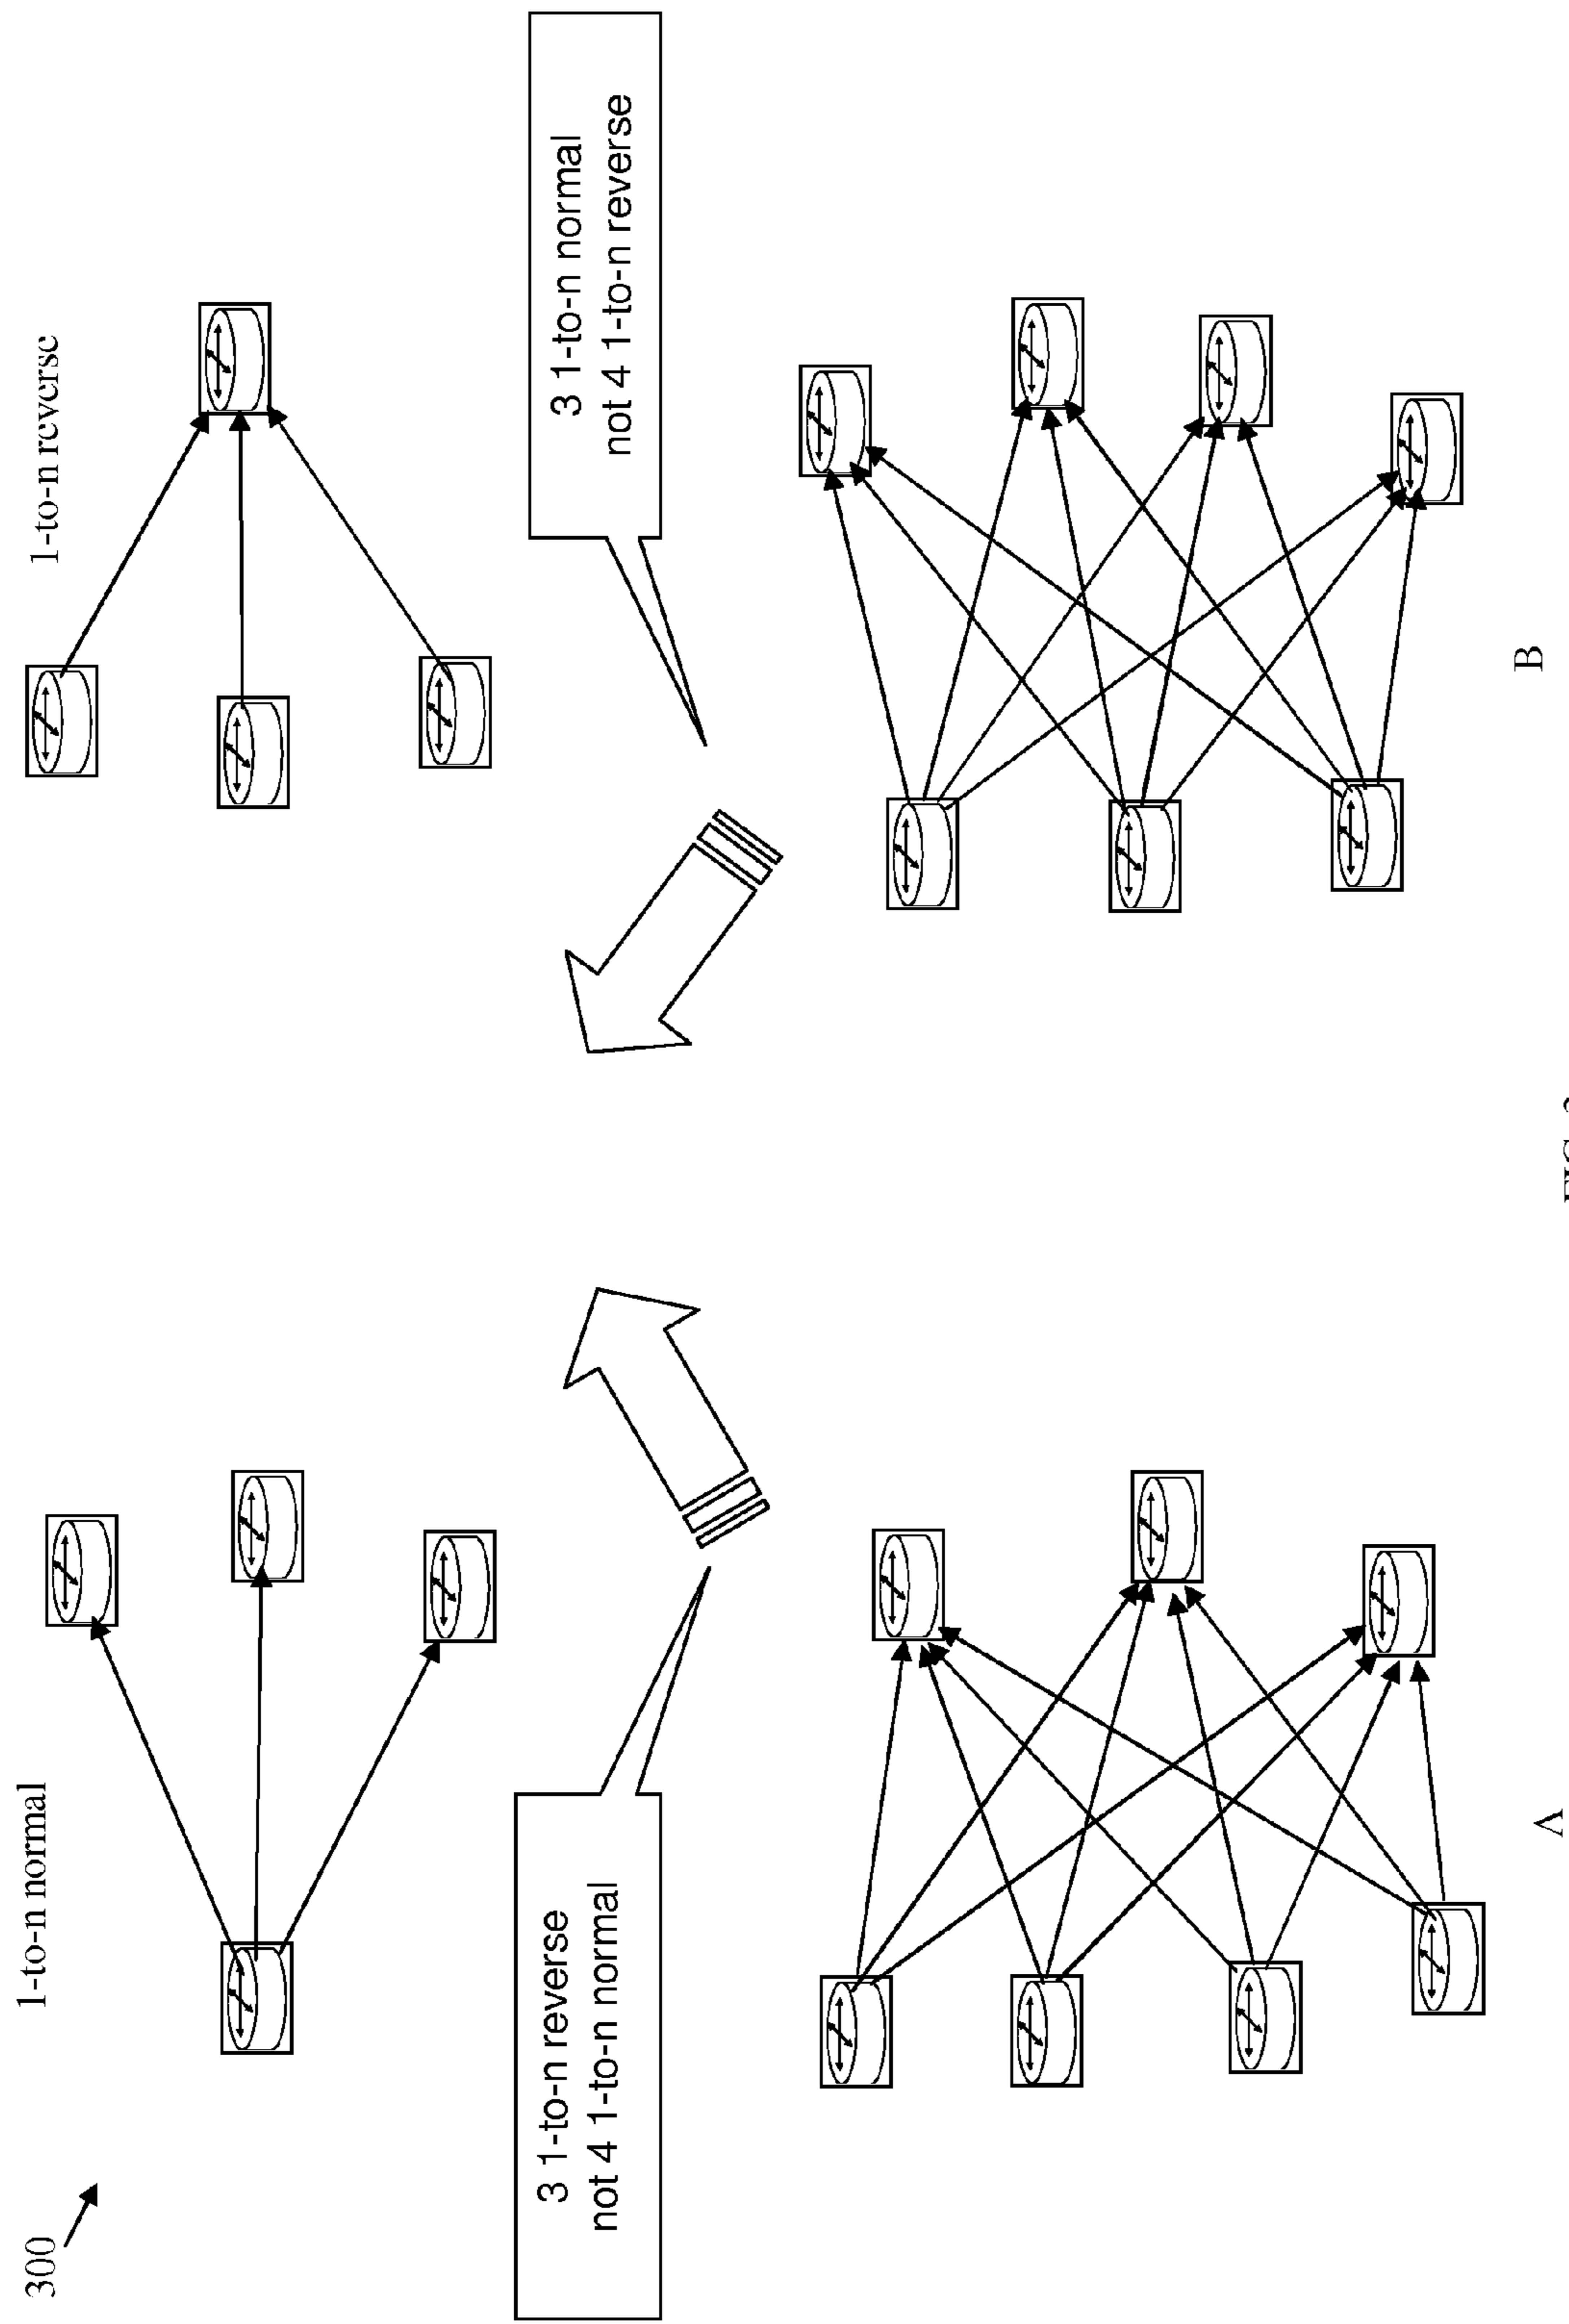 300
1-to-n normal
1-to-n reverse
3 1-to-n reverse
not 4 1-to-n normal
3 1-to-n normal
not 4 1-to-n reverse
A
B